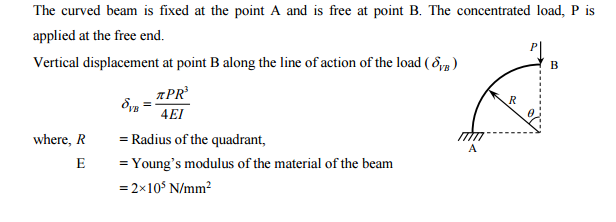 The curved beam is fixed at the point A and is free at point B. The concentrated load, P is
applied at the free end.
Vertical displacement at point B along the line of action of the load ( δ_VB )
δ_VB = πPR³ / 4EI
where, R = Radius of the quadrant,
E = Young's modulus of the material of the beam
= 2×10⁵ N/mm²
P
B
R
θ
A